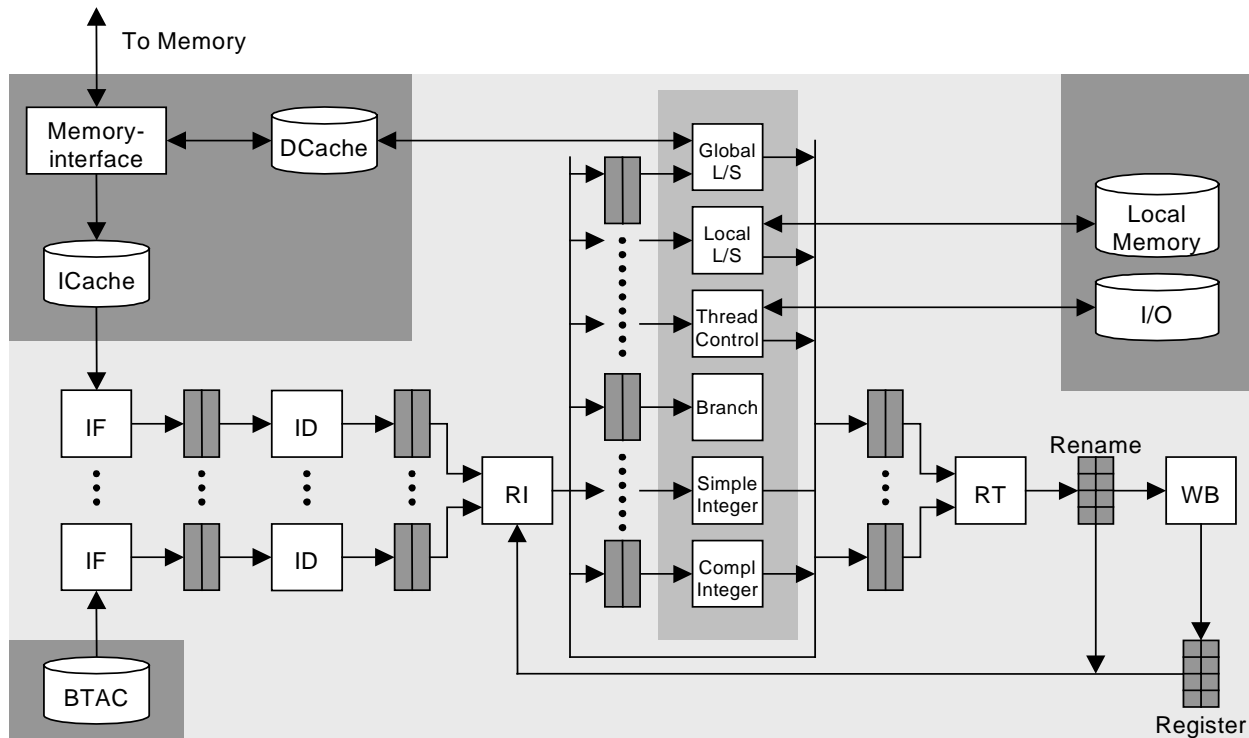 To Memory
Memory-
interface
DCache
Global
L/S
Local
Memory
Local
L/S
ICache
I/O
Thread
Control
IF
ID
Branch
Rename
RI
Simple
Integer
RT
WB
IF
ID
Compl
Integer
BTAC
Register